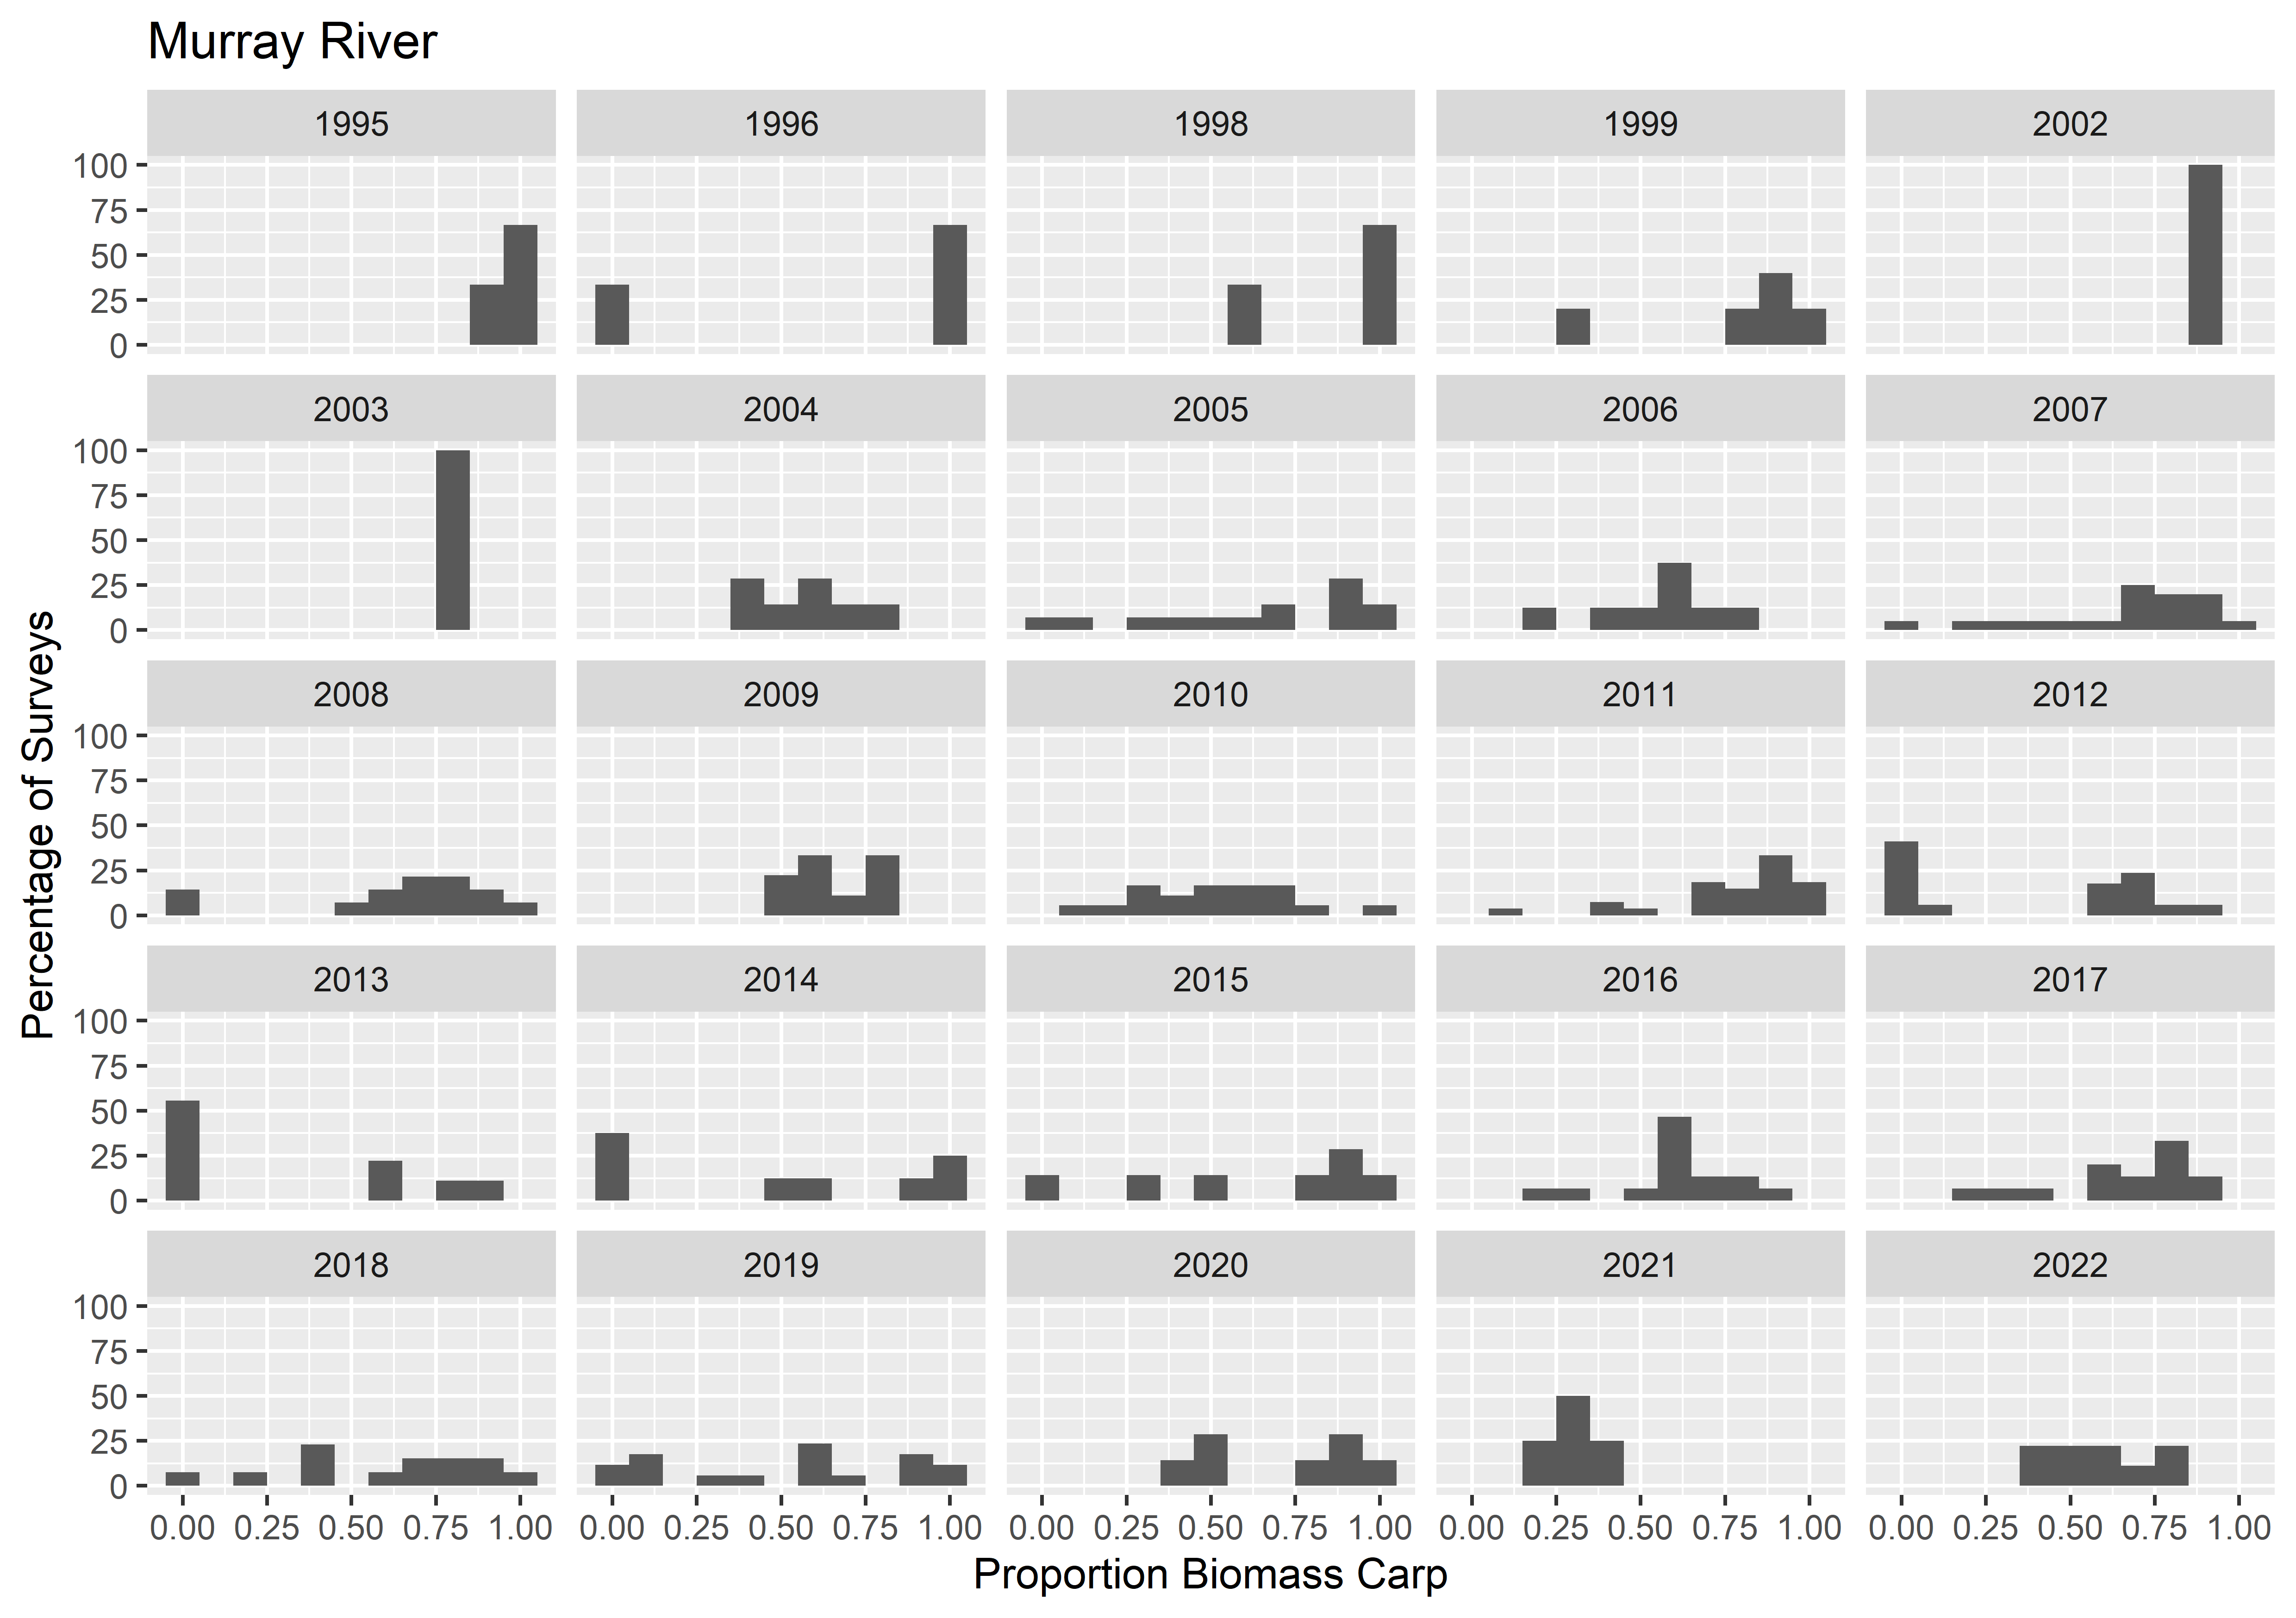 Murray River
1995 1996 1998 1999 2002
100
75
50
25
0
2003 2004 2005 2006 2007
100
75
50
25
0
2008 2009 2010 2011 2012
100
75
50
25
0
2013 2014 2015 2016 2017
100
75
50
25
0
2018 2019 2020 2021 2022
100
75
50
25
0
0.00 0.25 0.50 0.75 1.00 0.00 0.25 0.50 0.75 1.00 0.00 0.25 0.50 0.75 1.00 0.00 0.25 0.50 0.75 1.00 0.00 0.25 0.50 0.75 1.00
Proportion Biomass Carp
Percentage of Surveys